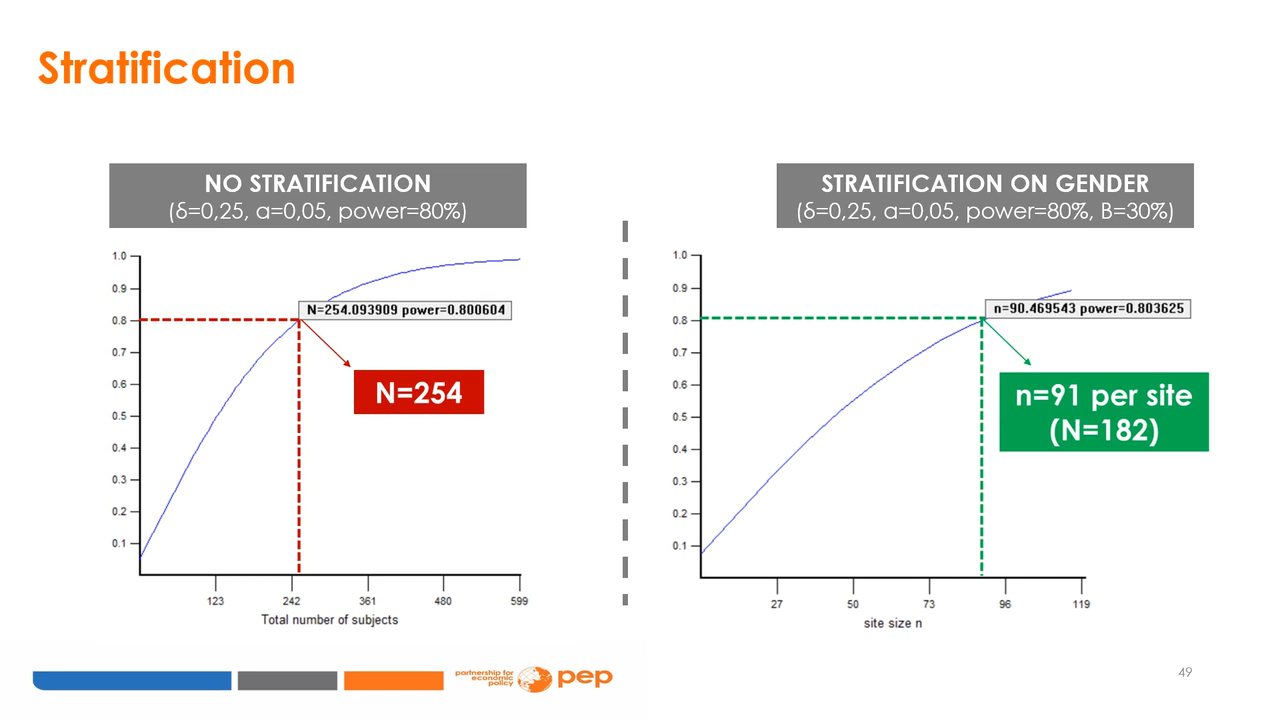 Stratification
NO STRATIFICATION
(δ=0,25, a=0,05, power=80%)
1.0
0.9
0.8
0.7
0.6
0.5
0.4
0.3
0.2
0.1
N=254.093909 power=0.800604
N=254
123 242 361 480 599
Total number of subjects
STRATIFICATION ON GENDER
(δ=0,25, a=0,05, power=80%, B=30%)
1.0
0.9
0.8
0.7
0.6
0.5
0.4
0.3
0.2
0.1
n=90.469543 power=0.803625
n=91 per site
(N=182)
27 50 73 96 119
site size n
partnership for
economic
policy
pep
49